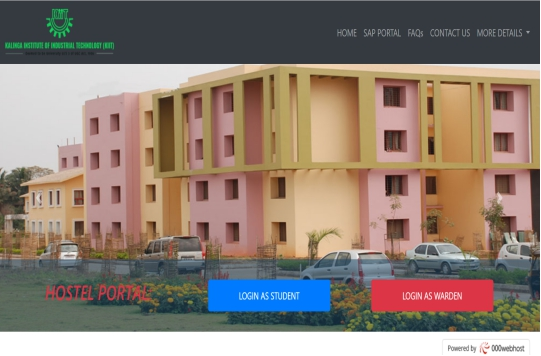 KALINGA INSTITUTE OF INDUSTRIAL TECHNOLOGY (KIIT)
HOME SAP PORTAL FAQs CONTACT US MORE DETAILS
HOSTEL PORTAL
LOGIN AS STUDENT
LOGIN AS WARDEN
Powered by 000webhost